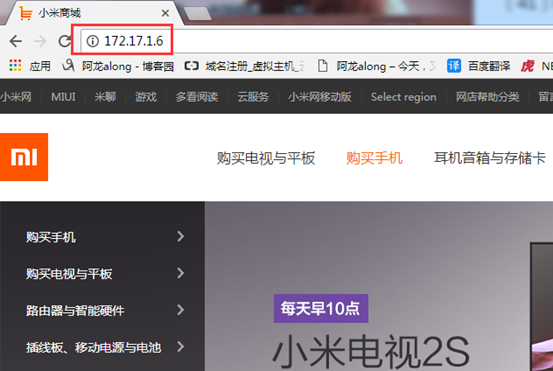 小米商城
172.17.1.6
应用 阿龙along - 博客园 域名注册_虚拟主机_ 阿龙along – 今天， 百度翻译 NE
小米网 MIUI 米聊 游戏 多看阅读 云服务 小米网移动版 Select region 网店帮助分类 留
购买电视与平板 购买手机 耳机音箱与存储卡
购买手机
购买电视与平板
路由器与智能硬件
插线板、移动电源与电池
每天早10点
小米电视2S